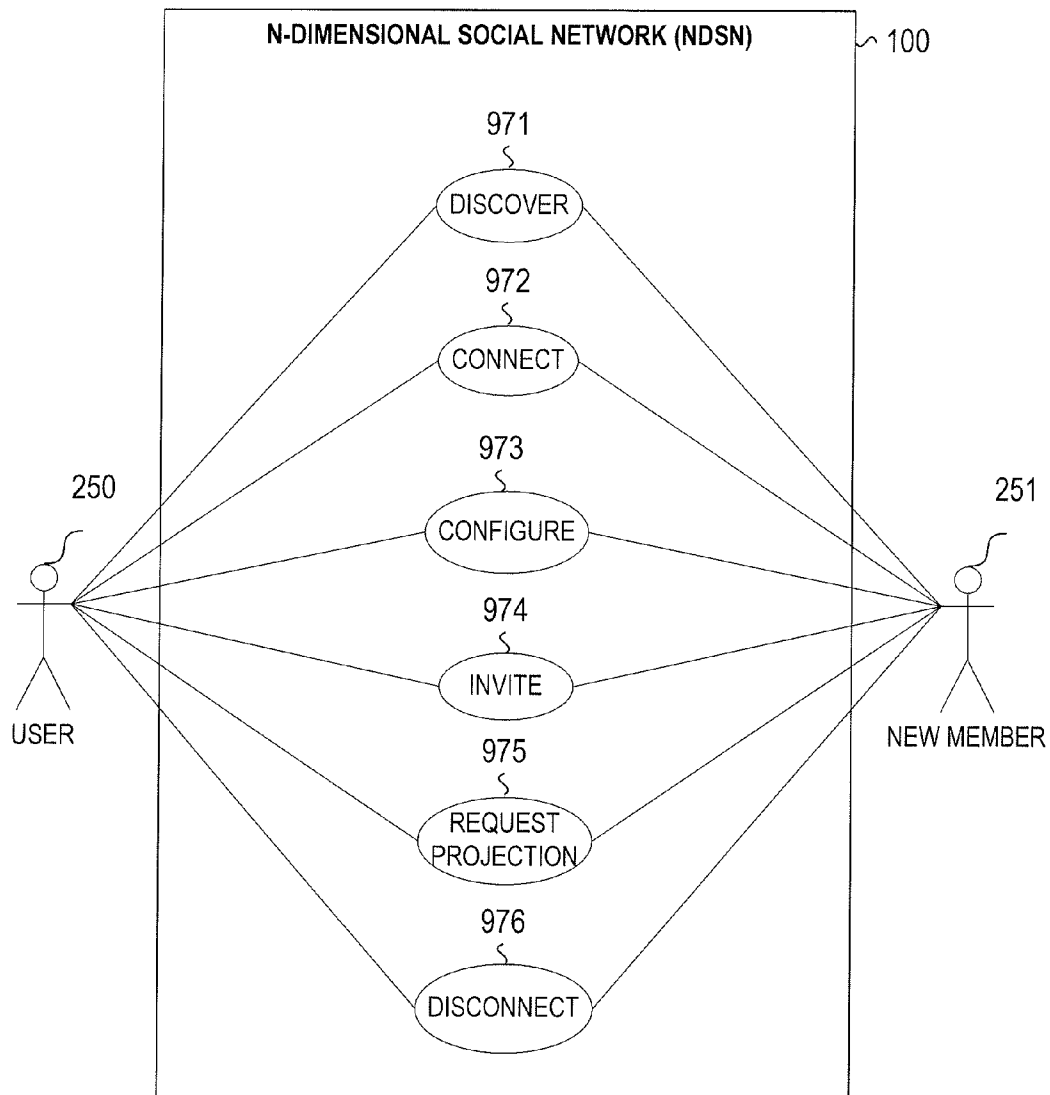 N-DIMENSIONAL SOCIAL NETWORK (NDSN)
100
971
DISCOVER
972
CONNECT
973
CONFIGURE
250
251
974
INVITE
USER
NEW MEMBER
975
REQUEST
PROJECTION
976
DISCONNECT